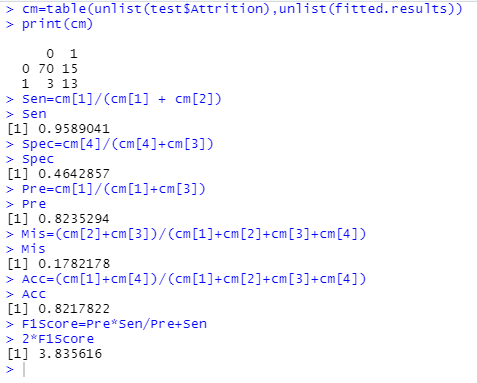 > cm=table(unlist(test$Attrition),unlist(fitted.results))
> print(cm)
0 1
0 70 15
1 3 13
> Sen=cm[1]/(cm[1] + cm[2])
> Sen
[1] 0.9589041
> Spec=cm[4]/(cm[4]+cm[3])
> Spec
[1] 0.4642857
> Pre=cm[1]/(cm[1]+cm[3])
> Pre
[1] 0.8235294
> Mis=(cm[2]+cm[3])/(cm[1]+cm[2]+cm[3]+cm[4])
> Mis
[1] 0.1782178
> Acc=(cm[1]+cm[4])/(cm[1]+cm[2]+cm[3]+cm[4])
> Acc
[1] 0.8217822
> F1Score=Pre*Sen/Pre+Sen
> 2*F1Score
[1] 3.835616
>